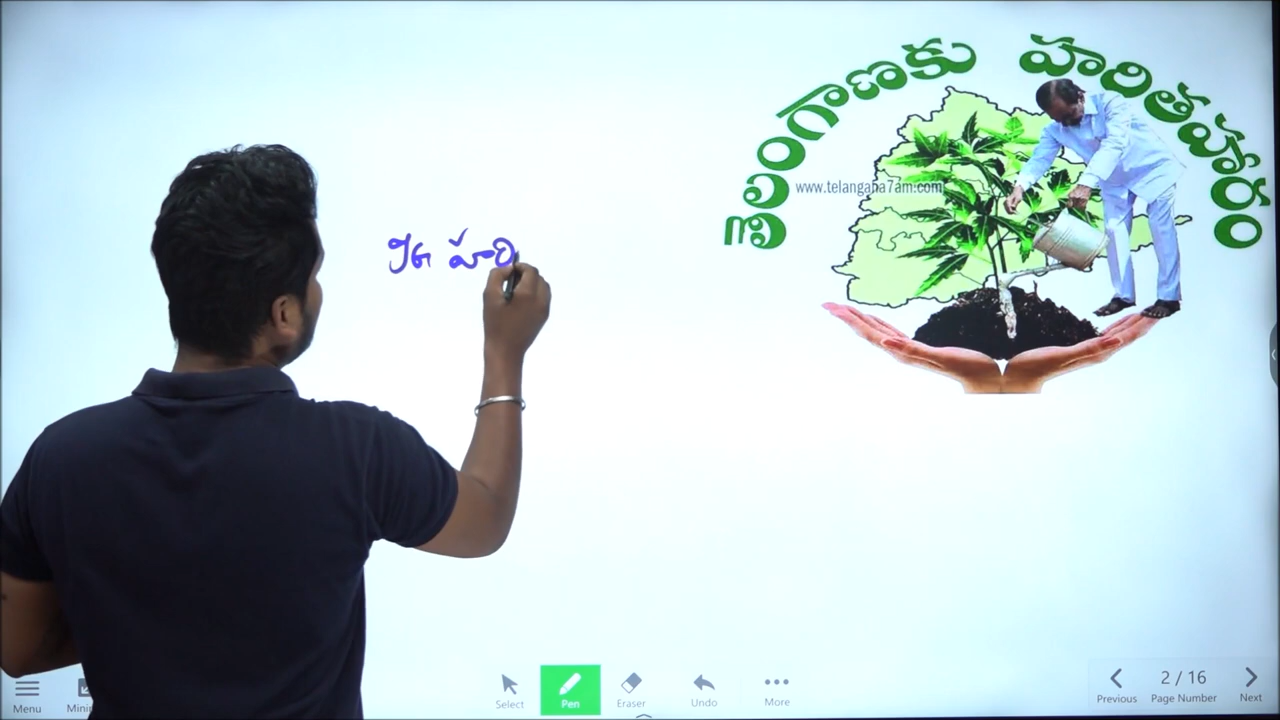 తెలంగాణకు హరితహారం
www.telangana7am.com
హరి
Menu
Select
Pen
Eraser
Undo
More
Previous
2 / 16
Page Number
Next